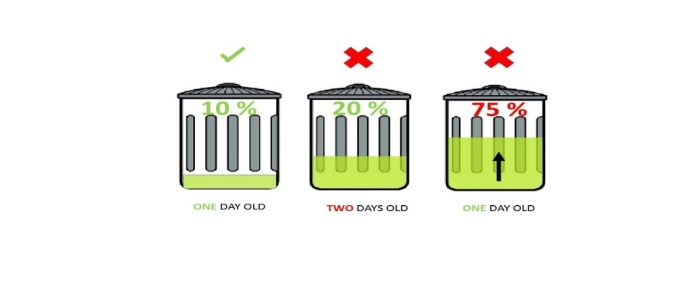 10 %
20 %
75 %
ONE DAY OLD
TWO DAYS OLD
ONE DAY OLD